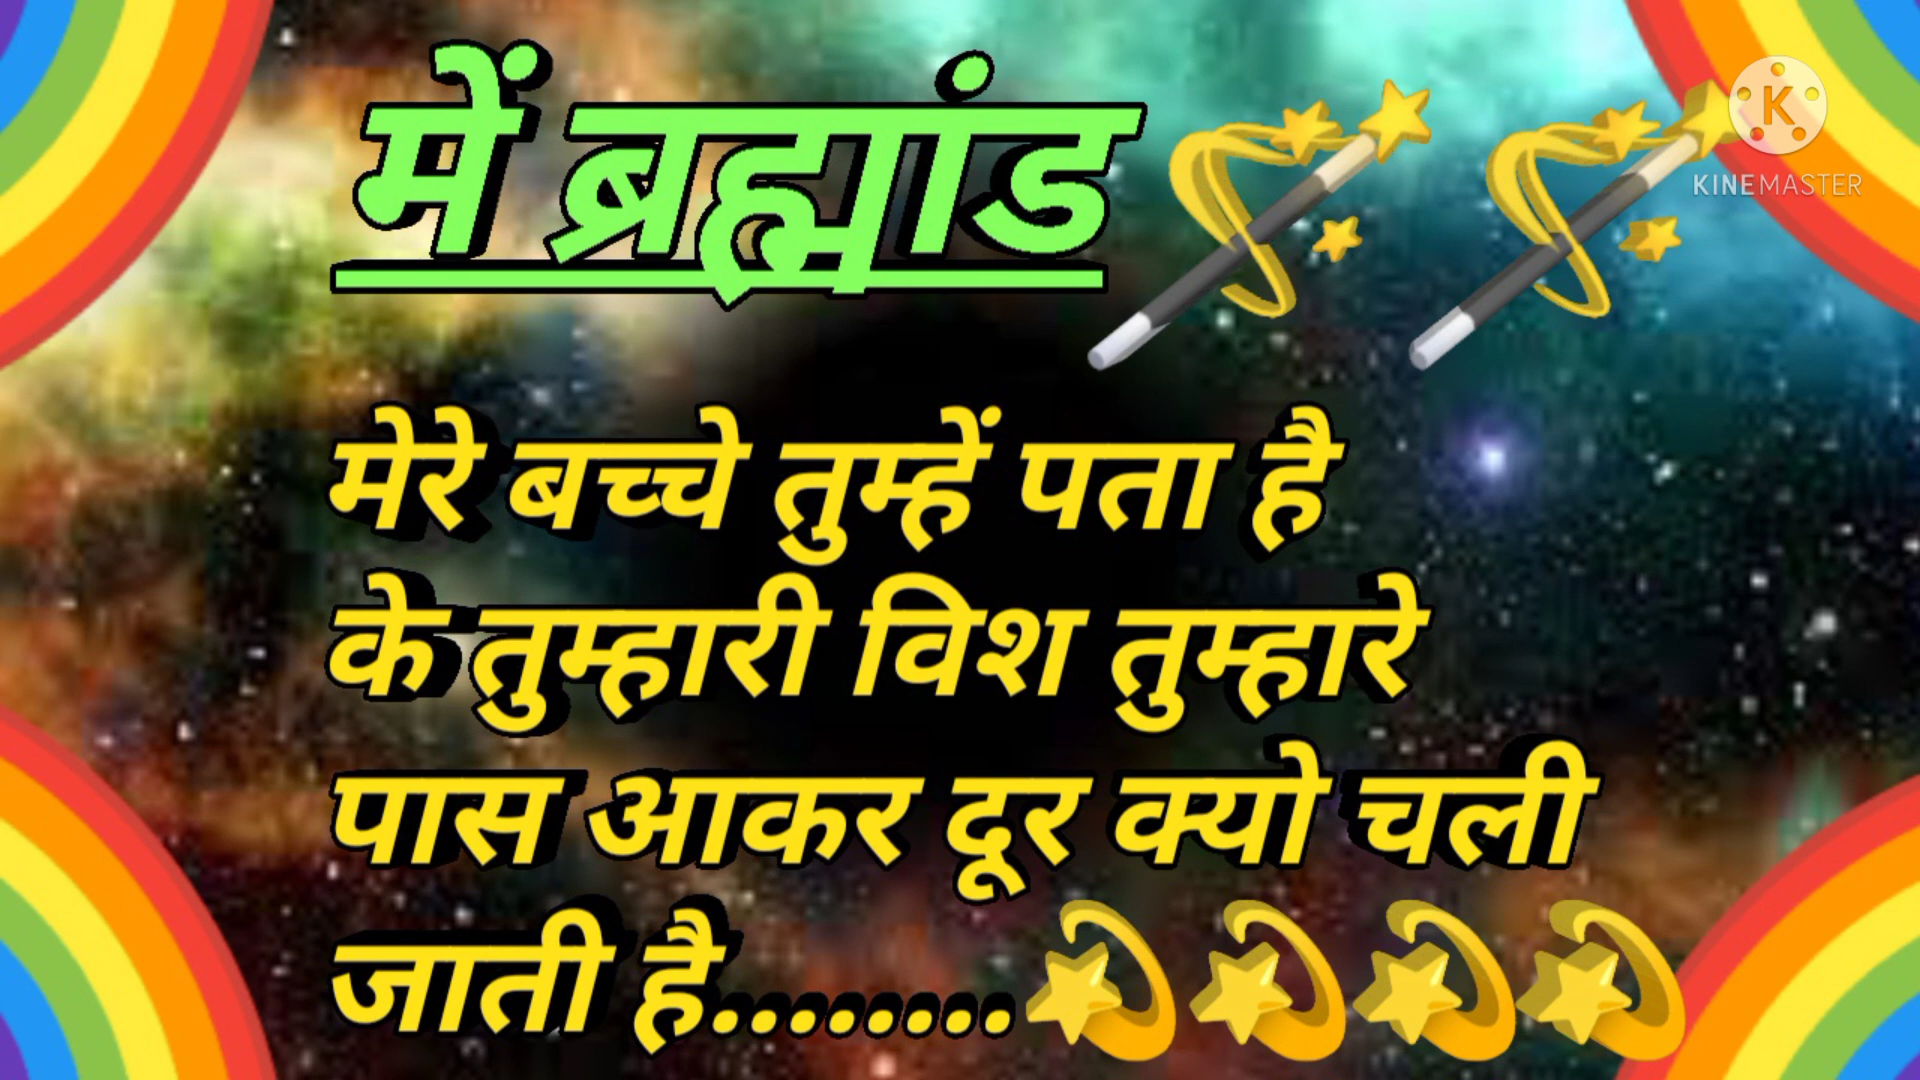 में ब्रह्मांड
KINEMASTER
मेरे बच्चे तुम्हें पता है
के तुम्हारी विश तुम्हारे
पास आकर दूर क्यो चली
जाती है........